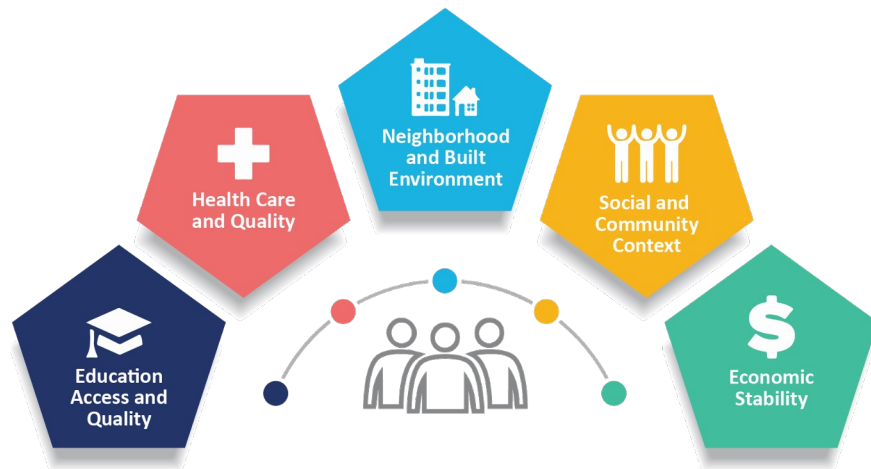 Education
Access and
Quality
Health Care
and Quality
Neighborhood
and Built
Environment
Social and
Community
Context
$
Economic
Stability